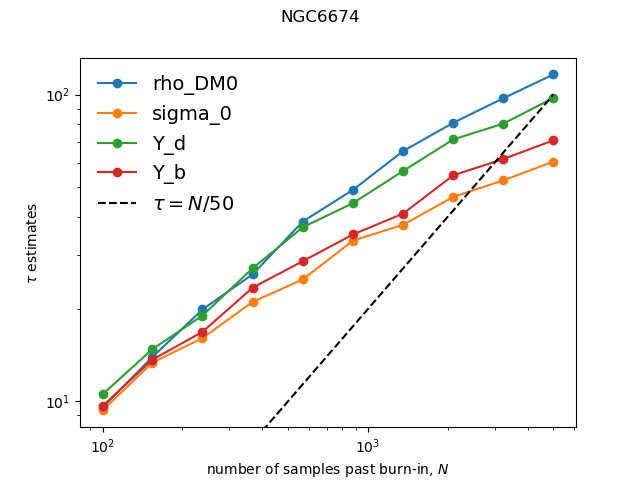 NGC6674
rho_DM0
sigma_0
Y_d
Y_b
τ = N/50
10²
10¹
τ estimates
10² 10³
number of samples past burn-in, N